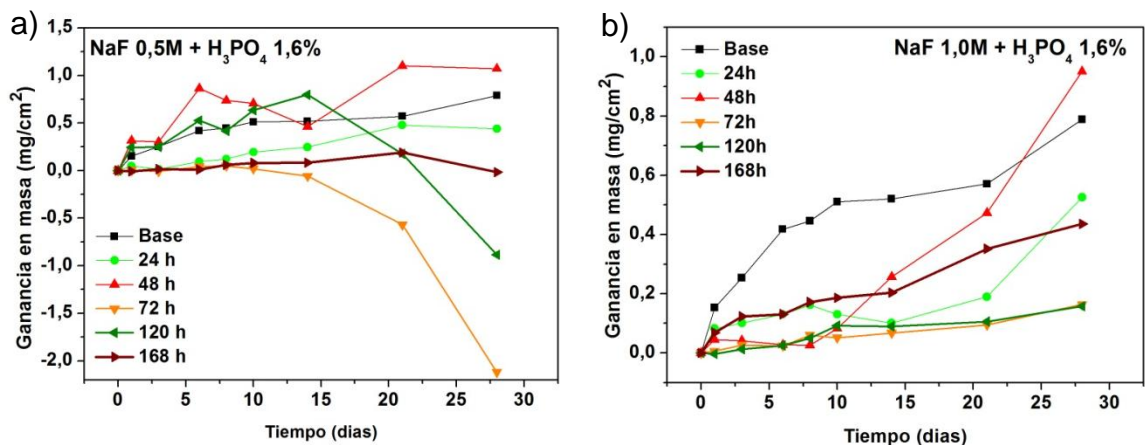 a)
NaF 0,5M + H₃PO₄ 1,6%
Ganancia en masa (mg/cm²)
1,5
1,0
0,5
0,0
-0,5
-1,0
-1,5
-2,0
Base
24 h
48 h
72 h
120 h
168 h
0 5 10 15 20 25 30
Tiempo (dias)
b)
NaF 1,0M + H₃PO₄ 1,6%
Ganancia en masa (mg/cm²)
1,0
0,8
0,6
0,4
0,2
0,0
Base
24h
48h
72h
120h
168h
0 5 10 15 20 25 30
Tiempo (dias)